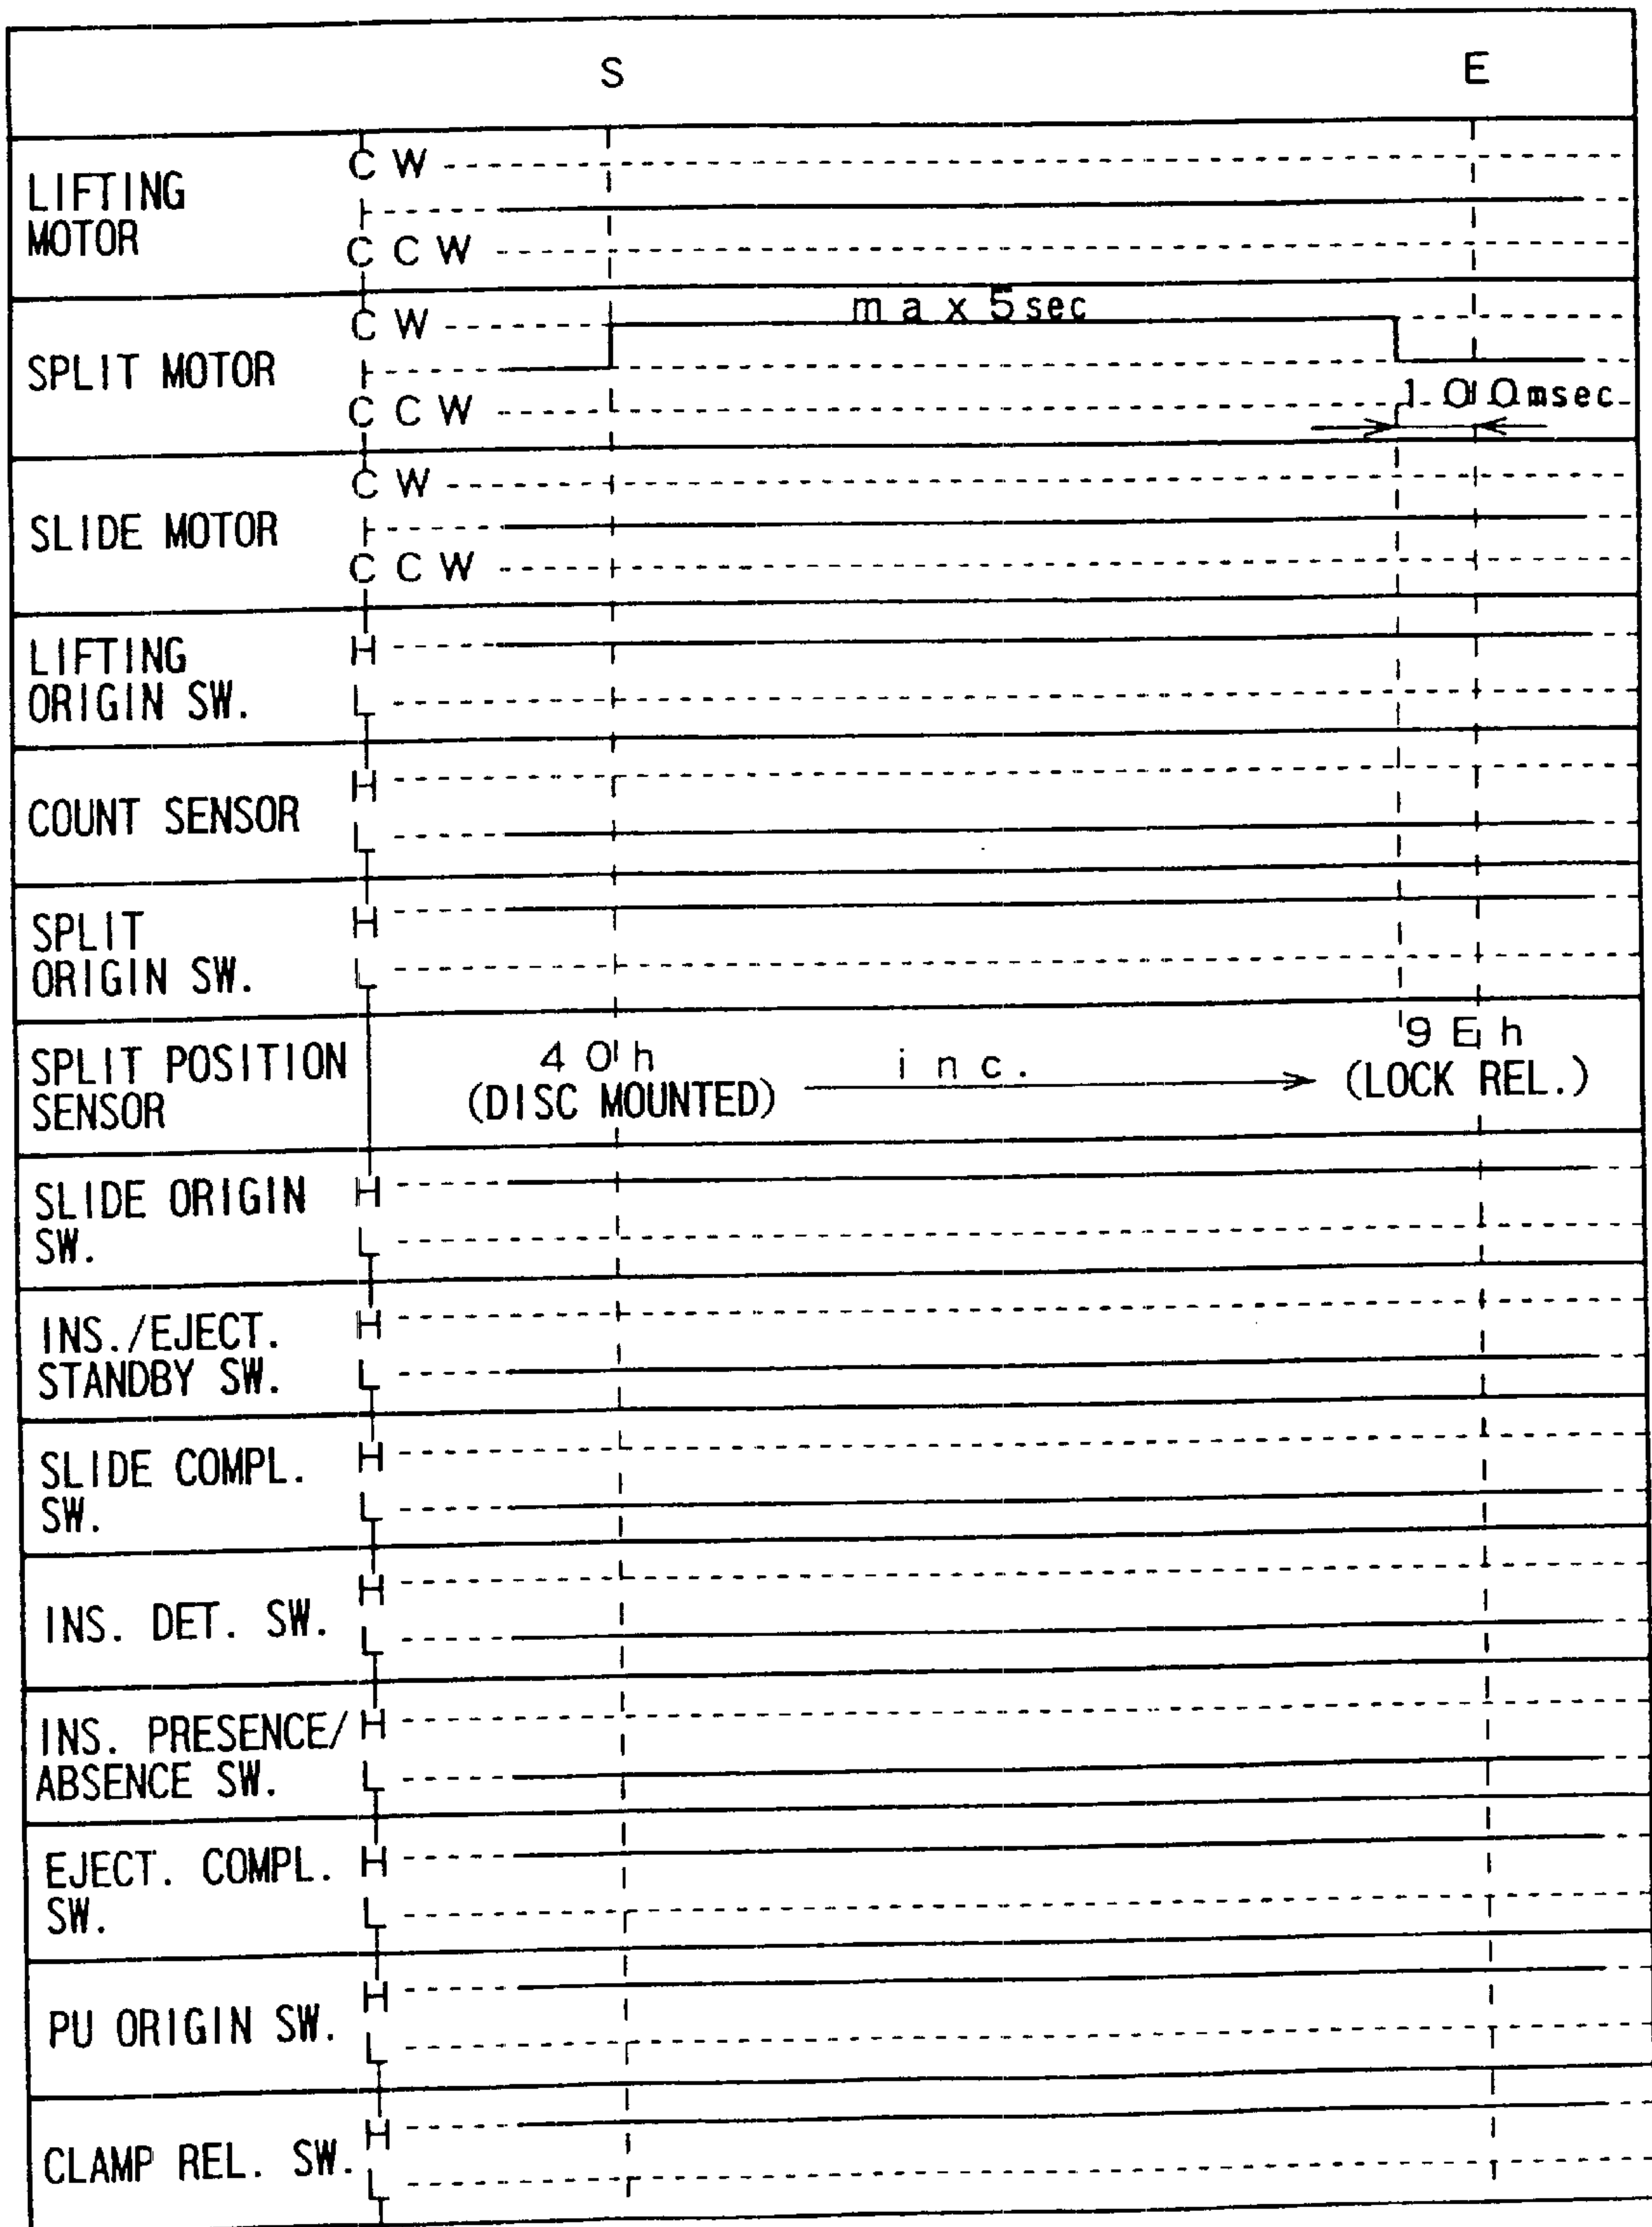 S E
LIFTING
MOTOR
CW
CCW
SPLIT MOTOR
CW
max 5sec
CCW
100msec
SLIDE MOTOR
CW
CCW
LIFTING
ORIGIN SW.
H
L
COUNT SENSOR
H
L
SPLIT
ORIGIN SW.
H
L
SPLIT POSITION
SENSOR
40h
(DISC MOUNTED)
inc.
9Eh
(LOCK REL.)
SLIDE ORIGIN
SW.
H
L
INS./EJECT.
STANDBY SW.
H
L
SLIDE COMPL.
SW.
H
L
INS. DET. SW.
H
L
INS. PRESENCE/
ABSENCE SW.
H
L
EJECT. COMPL.
SW.
H
L
PU ORIGIN SW.
H
L
CLAMP REL. SW.
H
L